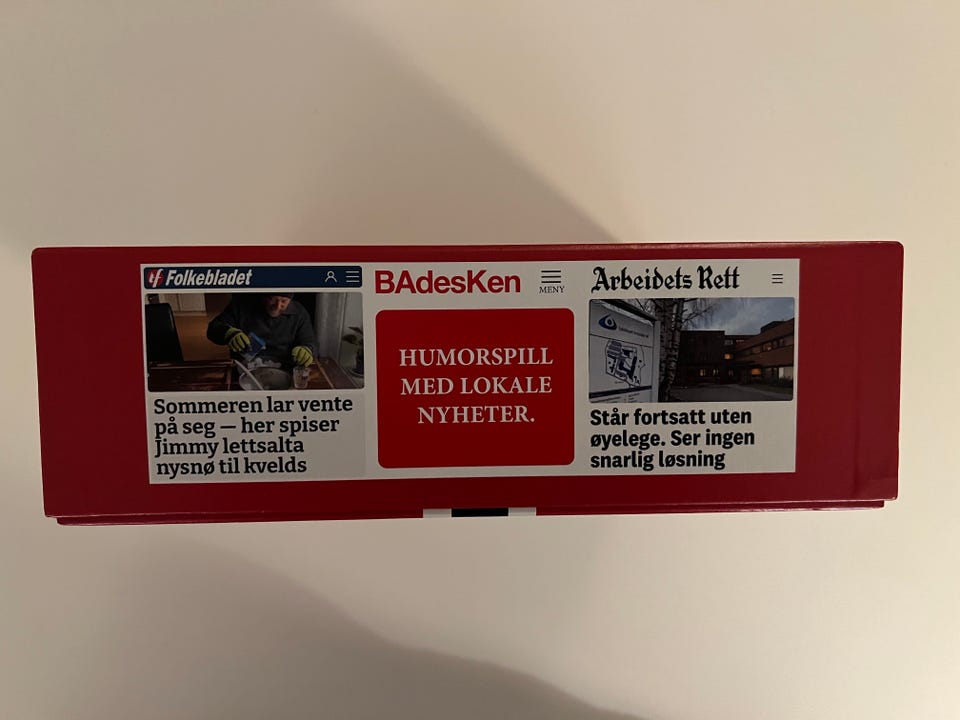 tf Folkebladet
Sommeren lar vente
på seg — her spiser
Jimmy lettsalta
nysnø til kvelds
BAdesKen
MENY
HUMORSPILL
MED LOKALE
NYHETER.
Arbeidets Rett
Står fortsatt uten
øyelege. Ser ingen
snarlig løsning